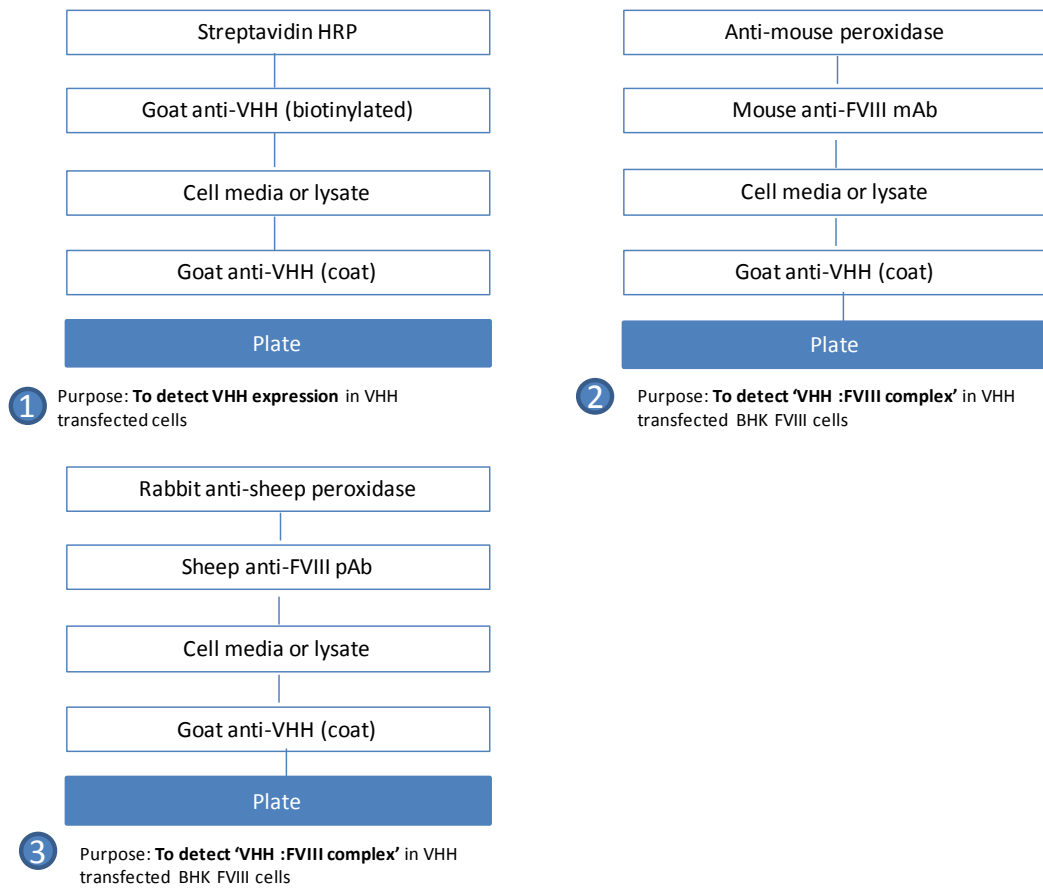 Streptavidin HRP
Goat anti-VHH (biotinylated)
Cell media or lysate
Goat anti-VHH (coat)
Plate
1 Purpose: To detect VHH expression in VHH
transfected cells
Anti-mouse peroxidase
Mouse anti-FVIII mAb
Cell media or lysate
Goat anti-VHH (coat)
Plate
2 Purpose: To detect ‘VHH :FVIII complex’ in VHH
transfected BHK FVIII cells
Rabbit anti-sheep peroxidase
Sheep anti-FVIII pAb
Cell media or lysate
Goat anti-VHH (coat)
Plate
3 Purpose: To detect ‘VHH :FVIII complex’ in VHH
transfected BHK FVIII cells